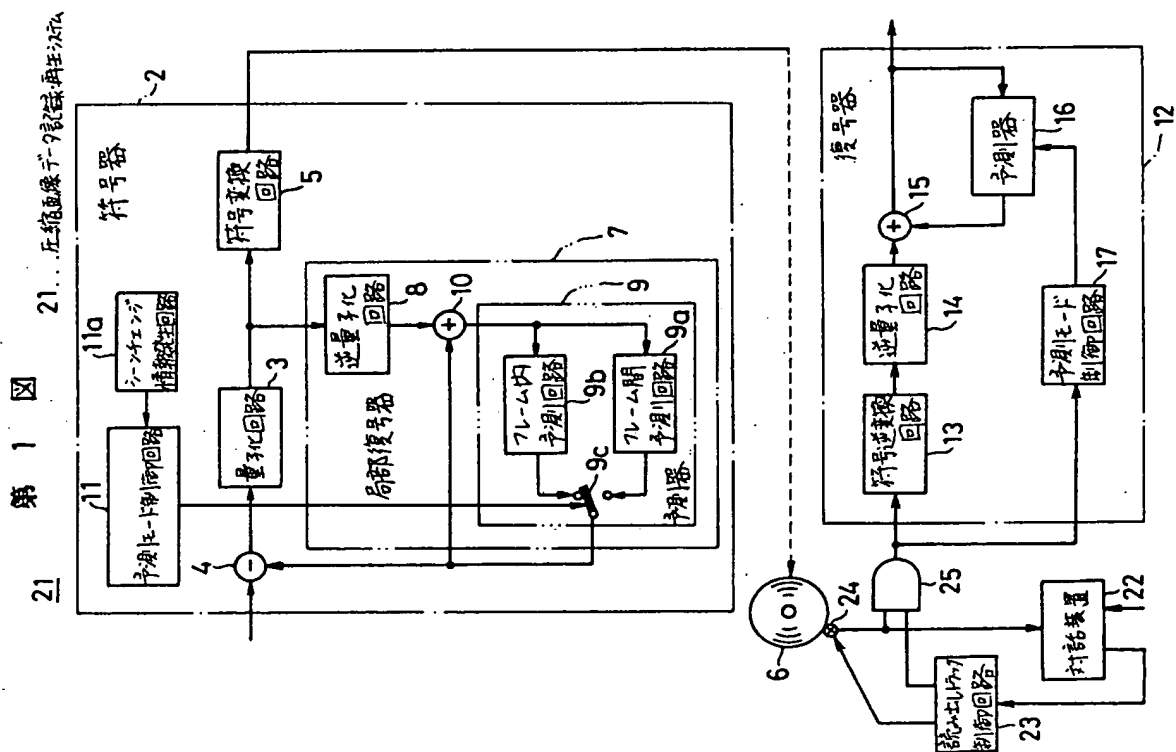 第 1 図
21
21...圧縮画像データ記録・再生システム
2
符号器
11
予測モード制御回路
11a
シーンチェンジ
情報発生回路
4
−
量子化回路
3
符号変換
回路
5
7
局部復号器
逆量子化
回路
8
+
10
9
フレーム内
予測回路
9b
フレーム間
予測回路
9a
9c
予測器
6
24
25
読み出しトラック
制御回路
23
対話装置
22
復号器
12
符号逆変換
回路
13
逆量子化
回路
14
+
15
予測器
16
予測モード
制御回路
17